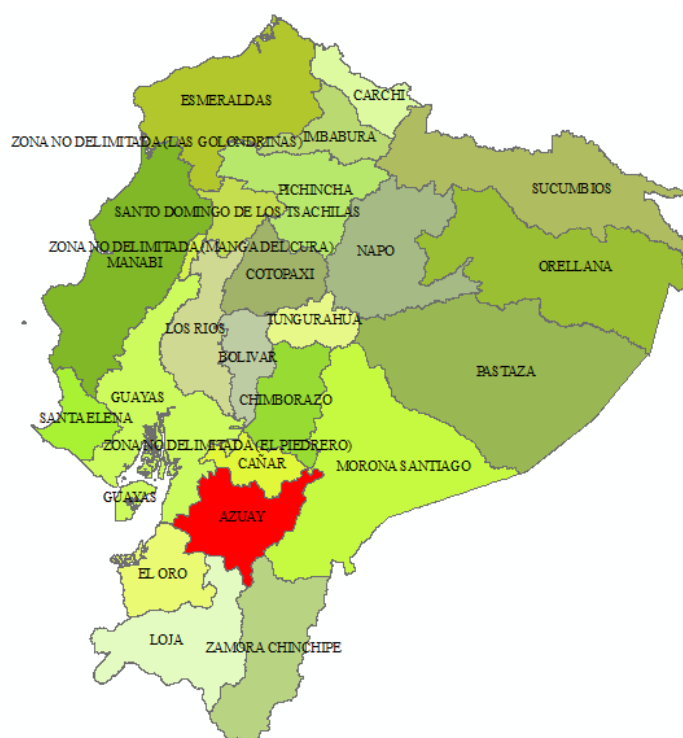 CARCHI
ESMERALDAS
IMBABURA
ZONA NO DELIMITADA (LAS GOLONDRINAS)
PICHINCHA
SUCUMBIOS
SANTO DOMINGO DE LOS TSACHILAS
ZONA NO DELIMITADA (MANGA DEL CURA)
NAPO
MANABI
ORELLANA
COTOPAXI
TUNGURAHUA
LOS RIOS
BOLIVAR
PASTAZA
GUAYAS
CHIMBORAZO
SANTA ELENA
ZONA NO DELIMITADA (EL PIEDRERO)
CAÑAR
MORONA SANTIAGO
GUAYAS
AZUAY
EL ORO
LOJA
ZAMORA CHINCHIPE